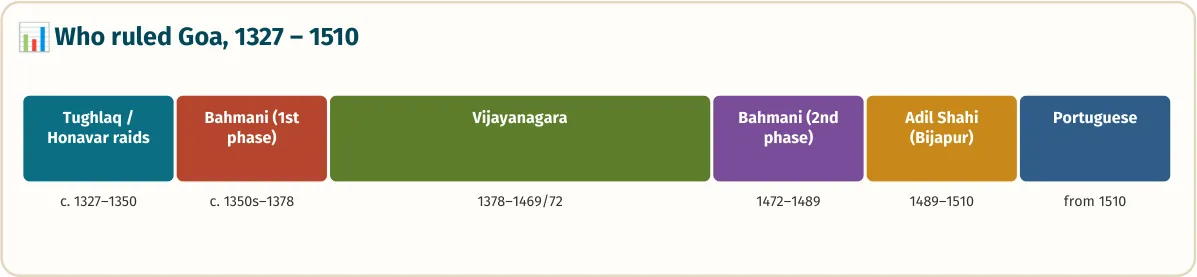 📊 Who ruled Goa, 1327 – 1510
Tughlaq /
Honavar raids
Bahmani (1st
phase)
Vijayanagara
Bahmani (2nd
phase)
Adil Shahi
(Bijapur)
Portuguese
c. 1327–1350
c. 1350s–1378
1378–1469/72
1472–1489
1489–1510
from 1510